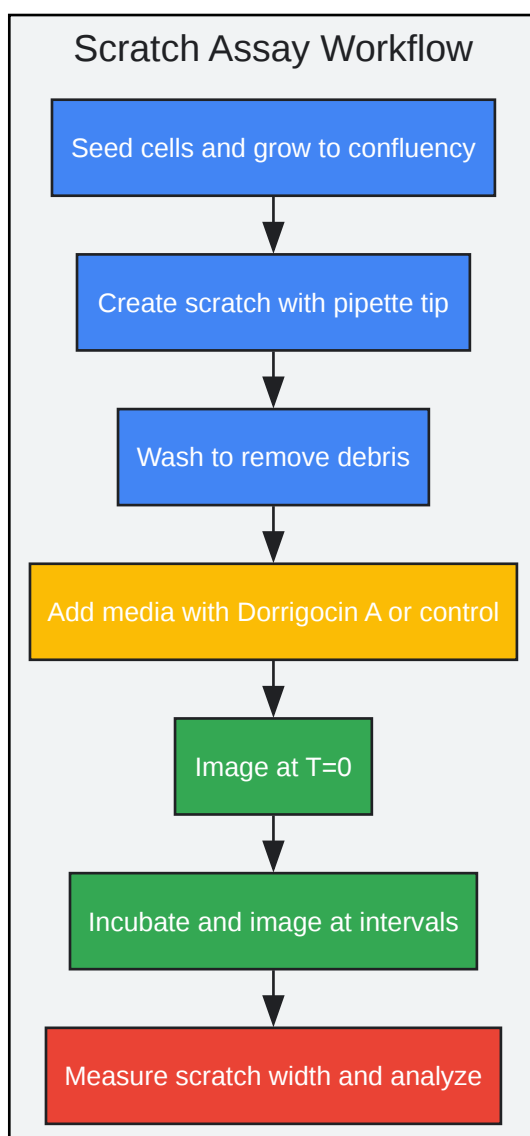 Scratch Assay Workflow
Seed cells and grow to confluency
Create scratch with pipette tip
Wash to remove debris
Add media with Dorrigocin A or control
Image at T=0
Incubate and image at intervals
Measure scratch width and analyze